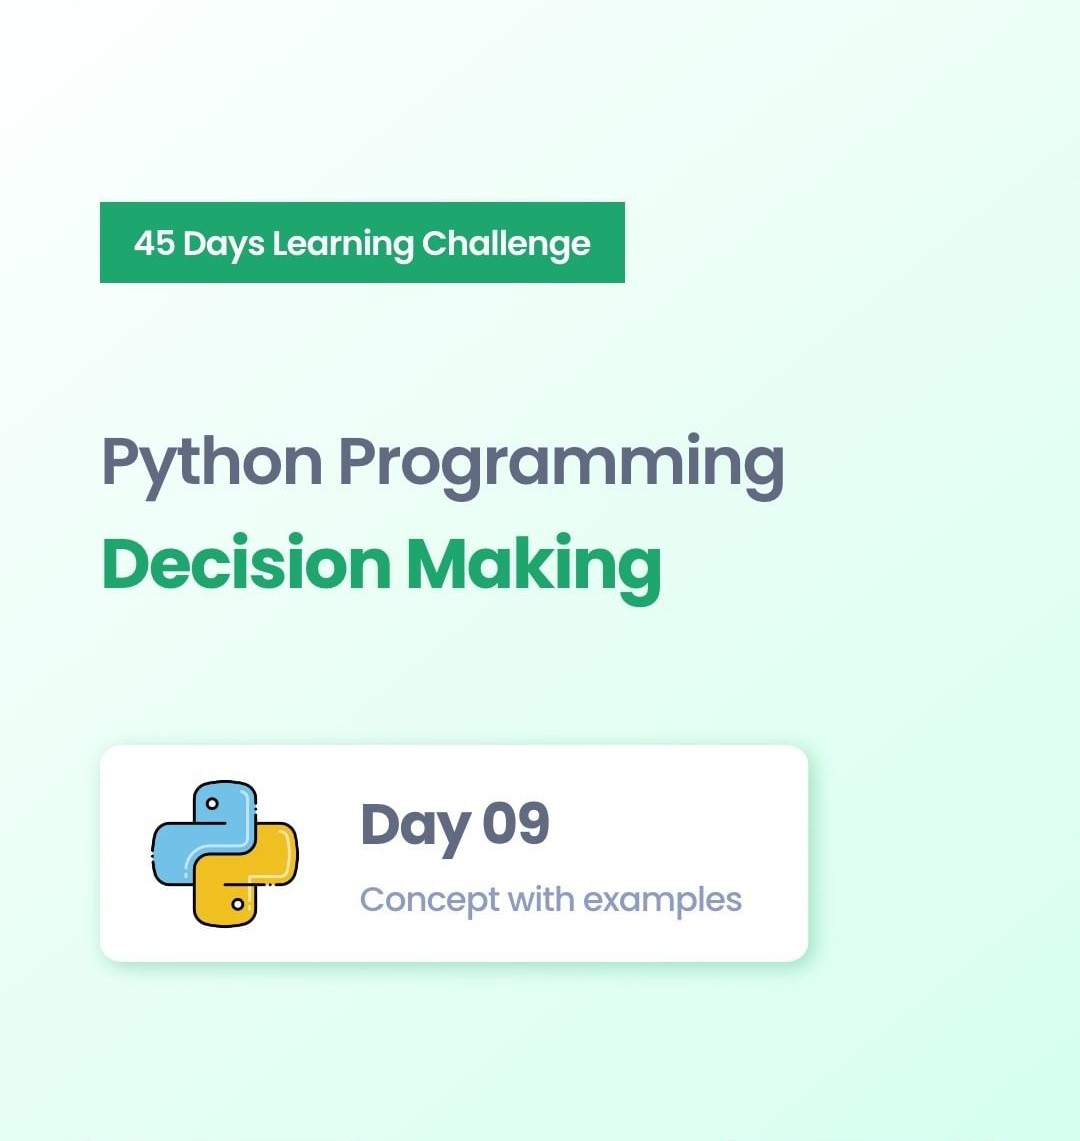 45 Days Learning Challenge
Python Programming
Decision Making
Day 09
Concept with examples